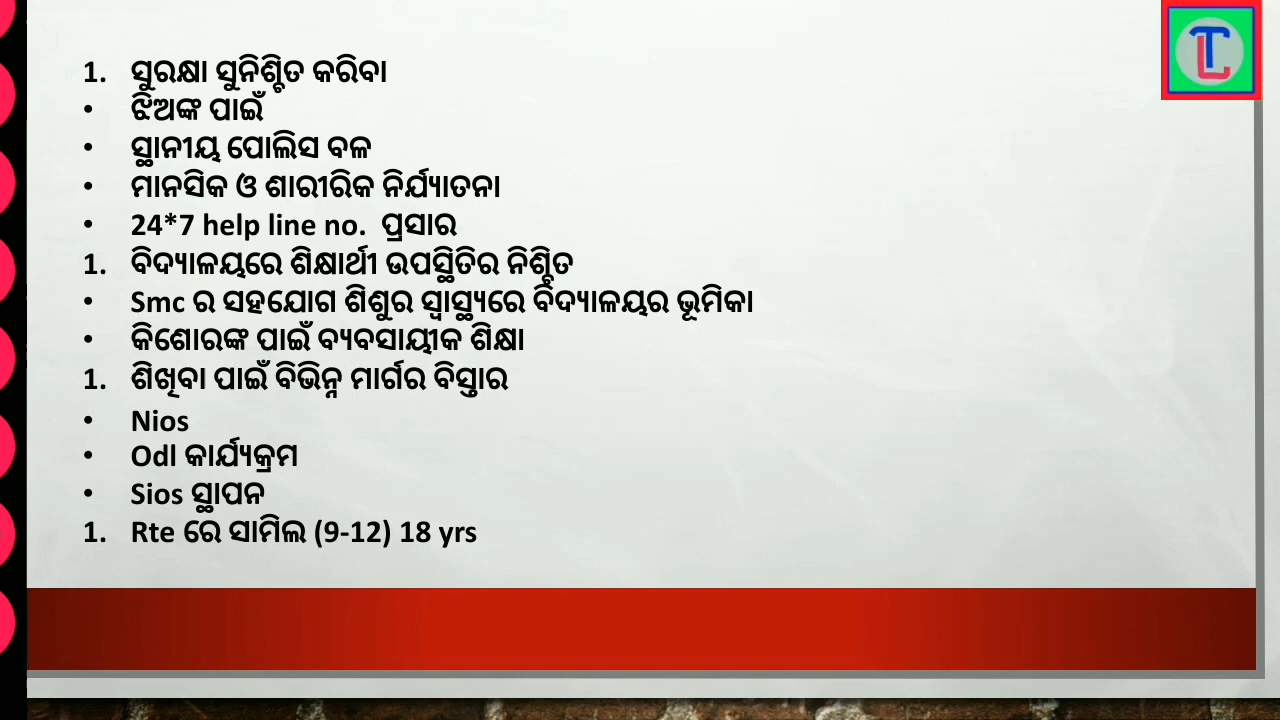 1. ସୁରକ୍ଷା ସୁନିଶ୍ଚିତ କରିବା
• ଝିଅଙ୍କ ପାଇଁ
• ସ୍ଥାନୀୟ ପୋଲିସ ବଳ
• ମାନସିକ ଓ ଶାରୀରିକ ନିର୍ଯ୍ୟାତନା
• 24*7 help line no. ପ୍ରସାର
1. ବିଦ୍ୟାଳୟରେ ଶିକ୍ଷାର୍ଥୀ ଉପସ୍ଥିତିର ନିଶ୍ଚିତ
• Smc ର ସହଯୋଗ ଶିଶୁର ସ୍ୱାସ୍ଥ୍ୟରେ ବିଦ୍ୟାଳୟର ଭୂମିକା
• କିଶୋରଙ୍କ ପାଇଁ ବ୍ୟବସାୟୀକ ଶିକ୍ଷା
1. ଶିଖିବା ପାଇଁ ବିଭିନ୍ନ ମାର୍ଗର ବିସ୍ତାର
• Nios
• Odl କାର୍ଯ୍ୟକ୍ରମ
• Sios ସ୍ଥାପନ
1. Rte ରେ ସାମିଲ (9-12) 18 yrs
TL